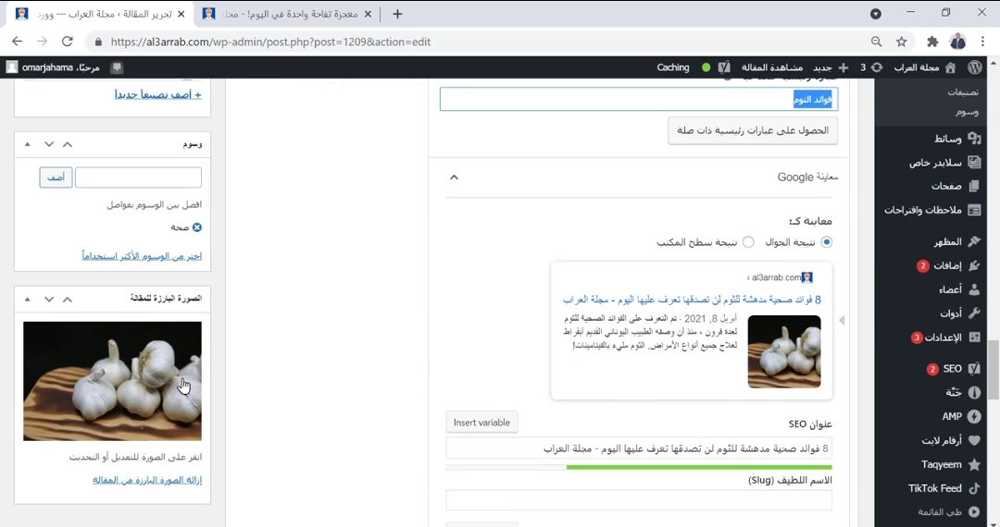 تحرير المقالة ‹ مجلة العراب — وورد
معجزة تفاحة واحدة في اليوم! - مجلة
https://al3arrab.com/wp-admin/post.php?post=1209&action=edit
مجلة العراب
3
جديد
مشاهدة المقالة
Caching
مرحبًا، omarjahama
تصنيفات
وسوم
وسائط
سلايدر خاص
صفحات
ملاحظات واقتراحات
المظهر
إضافات 2
أعضاء
أدوات
الإعدادات 3
SEO 2
جَنَّة
AMP
أرقام لايت
Taqyeem
TikTok Feed
طي القائمة
فوائد الثوم
الحصول على عبارات رئيسية ذات صلة
معاينة Google
معاينة كـ:
نتيجة الجوال
نتيجة سطح المكتب
al3arrab.com ›
8 فوائد صحية مدهشة للثوم لن تصدقها تعرف عليها اليوم - مجلة العراب
أبريل 8, 2021 · تم التعرف على الفوائد الصحية للثوم
لعدة قرون ، منذ أن وصفه الطبيب اليوناني القديم أبقراط
لعلاج جميع أنواع الأمراض. الثوم مليء بالفيتامينات!
عنوان SEO
Insert variable
8 فوائد صحية مدهشة للثوم لن تصدقها تعرف عليها اليوم - مجلة العراب
الاسم اللطيف (Slug)
+ أضف تصنيفاً جديداً
وسوم
أضف
افصل بين الوسوم بفواصل
صحة
اختر من الوسوم الأكثر استخداماً
الصورة البارزة للمقالة
انقر على الصورة للتعديل أو التحديث
إزالة الصورة البارزة من المقالة